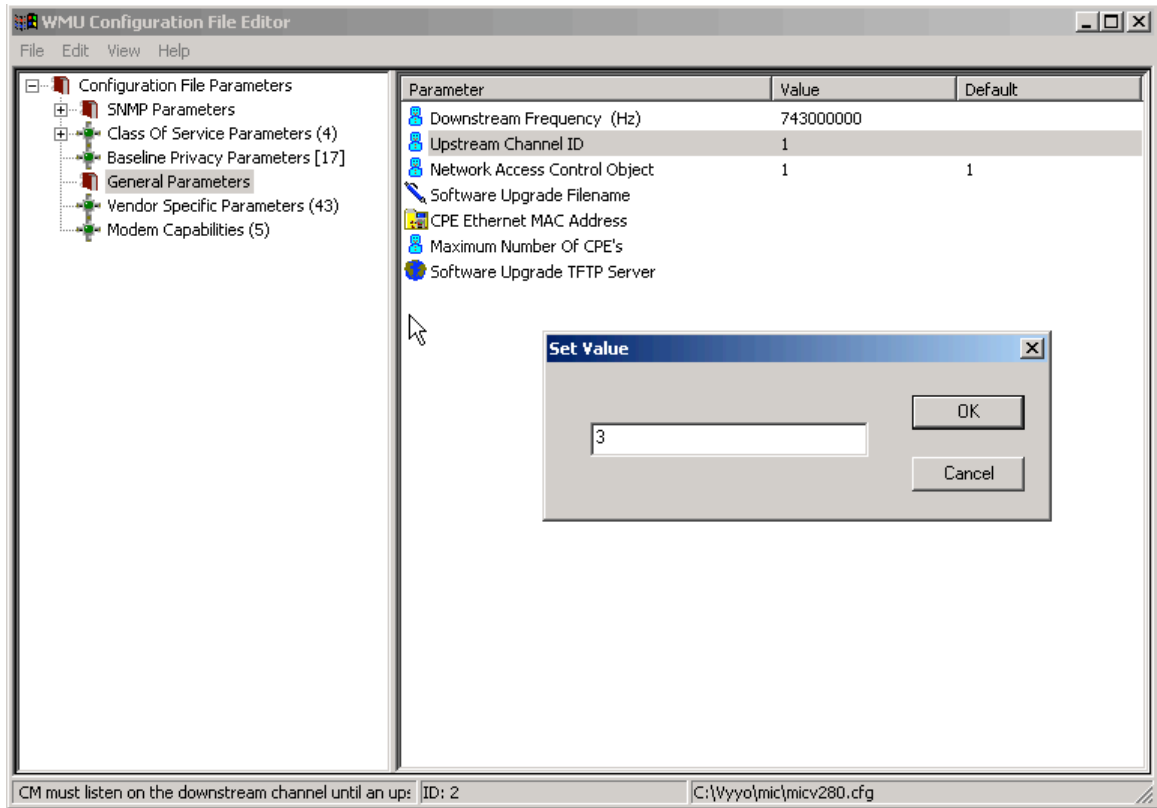 WMU Configuration File Editor
File Edit View Help
Configuration File Parameters
SNMP Parameters
Class Of Service Parameters (4)
Baseline Privacy Parameters [17]
General Parameters
Vendor Specific Parameters (43)
Modem Capabilities (5)
Parameter Value Default
Downstream Frequency (Hz) 743000000
Upstream Channel ID 1
Network Access Control Object 1 1
Software Upgrade Filename
CPE Ethernet MAC Address
Maximum Number Of CPE's
Software Upgrade TFTP Server
Set Value
3
OK
Cancel
CM must listen on the downstream channel until an ups ID: 2 C:\Vyyo\mic\micv280.cfg